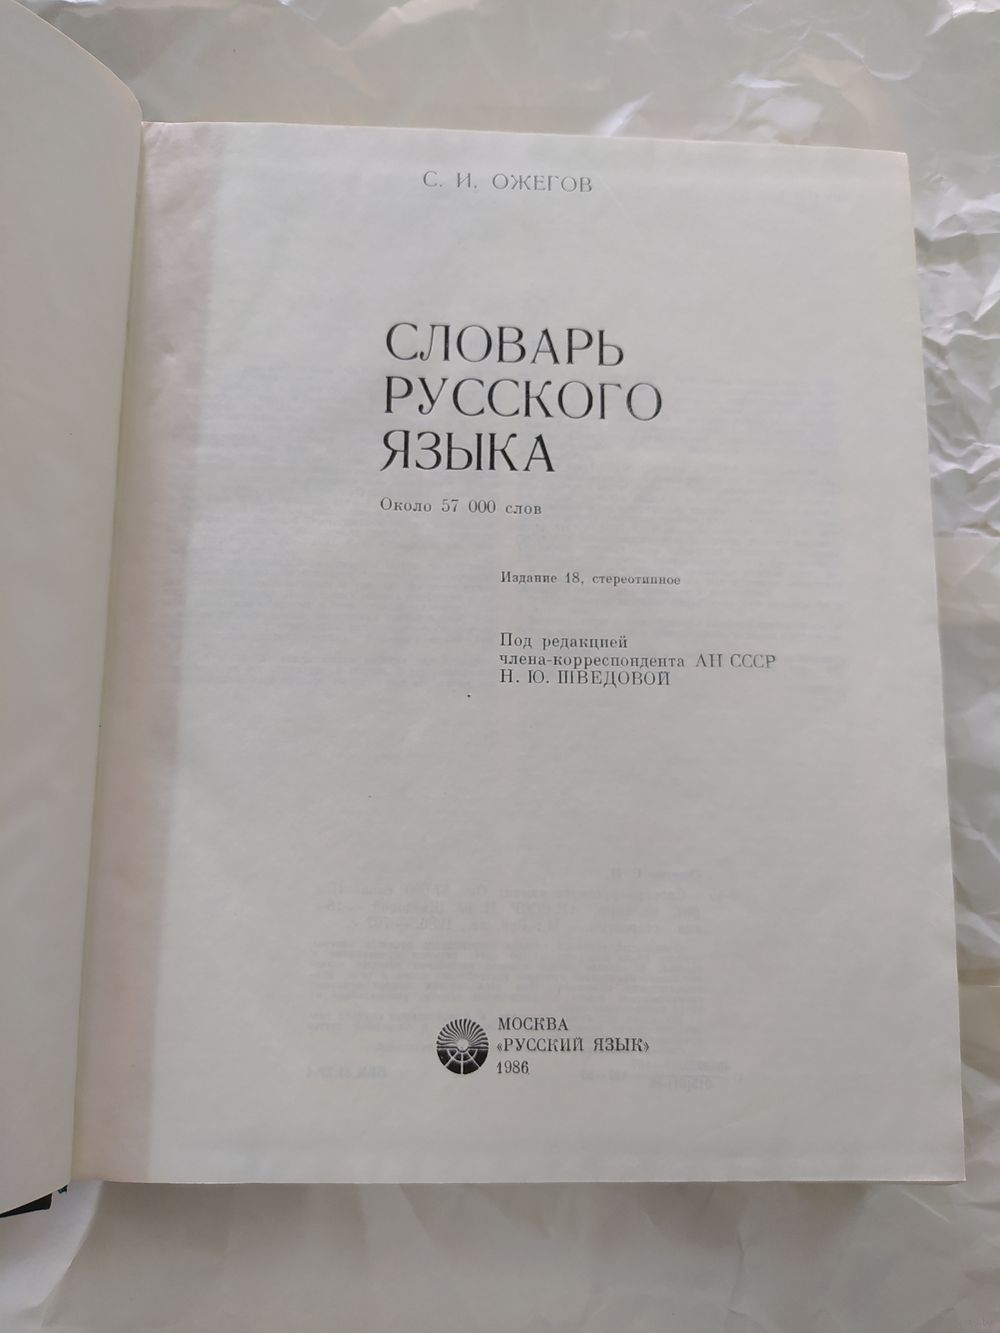 С. И. ОЖЕГОВ
СЛОВАРЬ
РУССКОГО
ЯЗЫКА
Около 57 000 слов
Издание 18, стереотипное
Под редакцией
члена-корреспондента АН СССР
Н. Ю. ШВЕДОВОЙ
МОСКВА
«РУССКИЙ ЯЗЫК»
1986